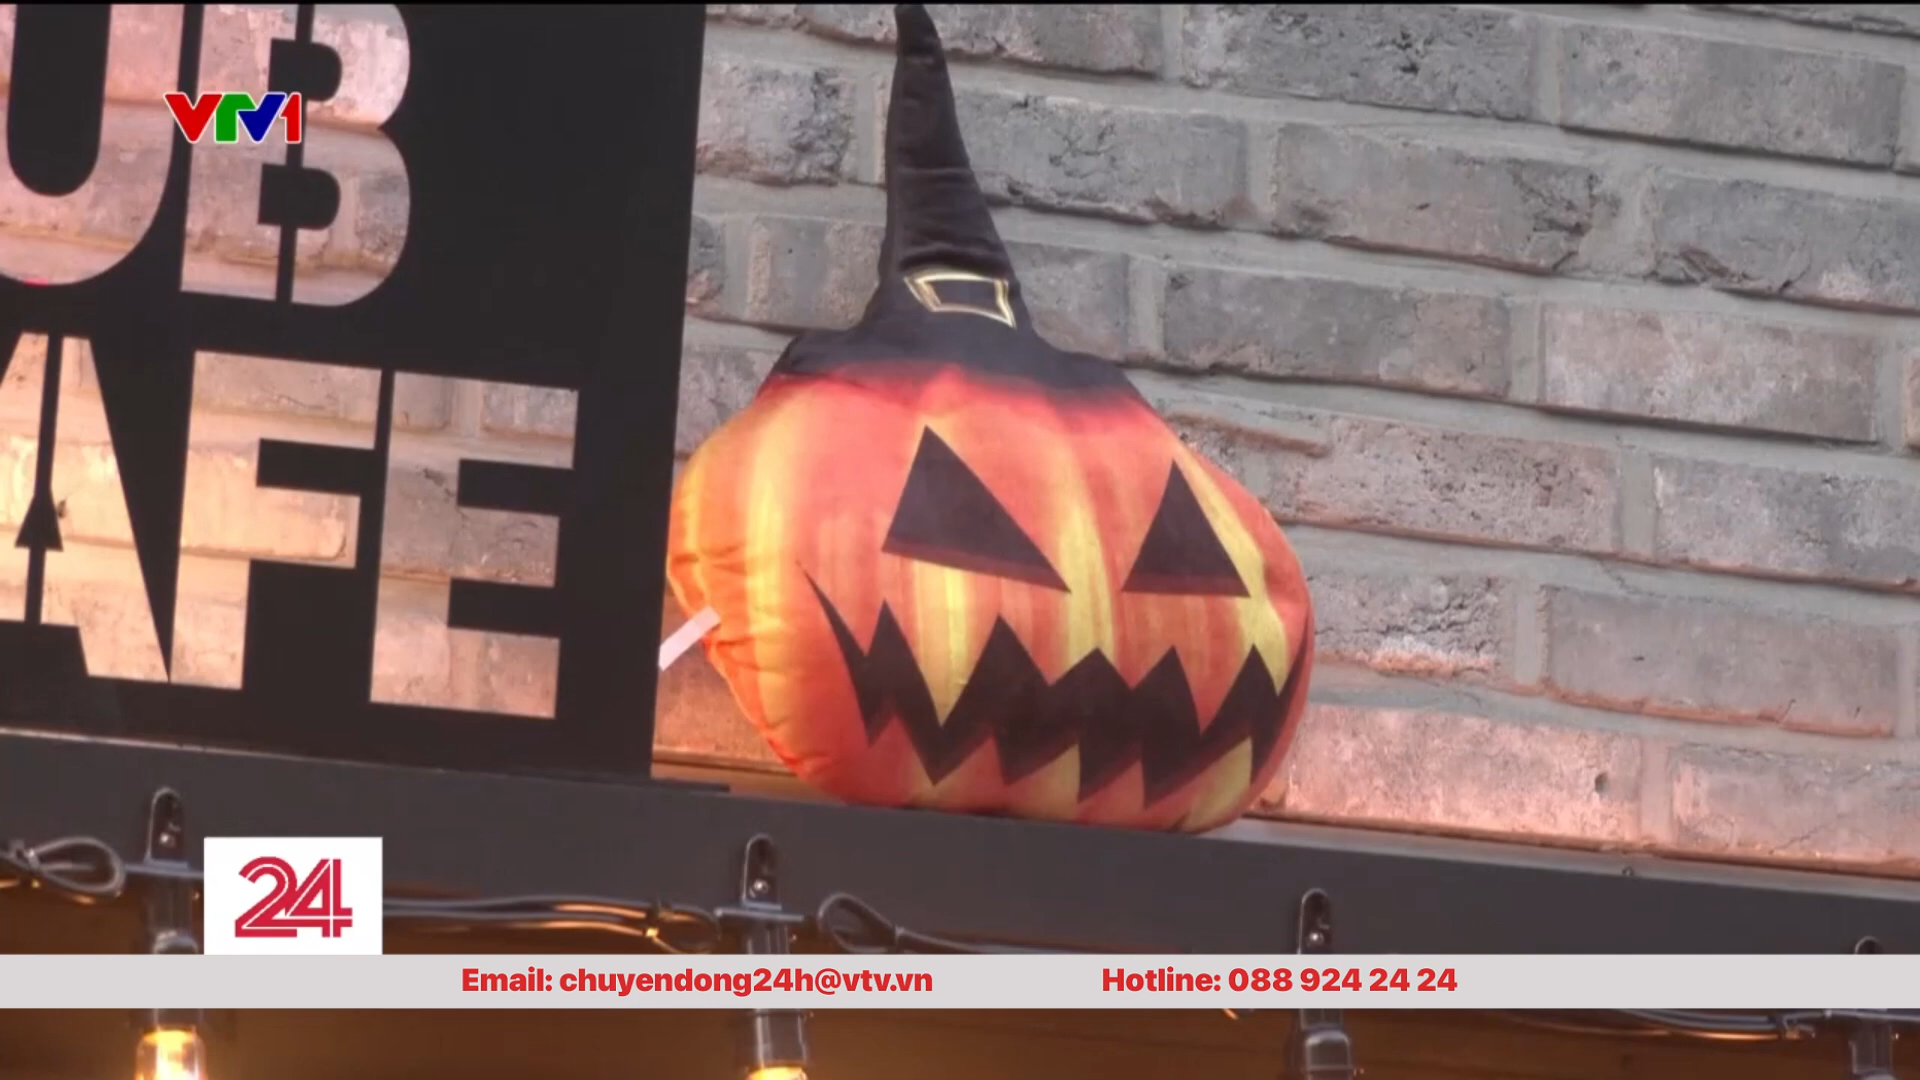 UB
AFE
VTV1
24
Email: chuyendong24h@vtv.vn
Hotline: 088 924 24 24